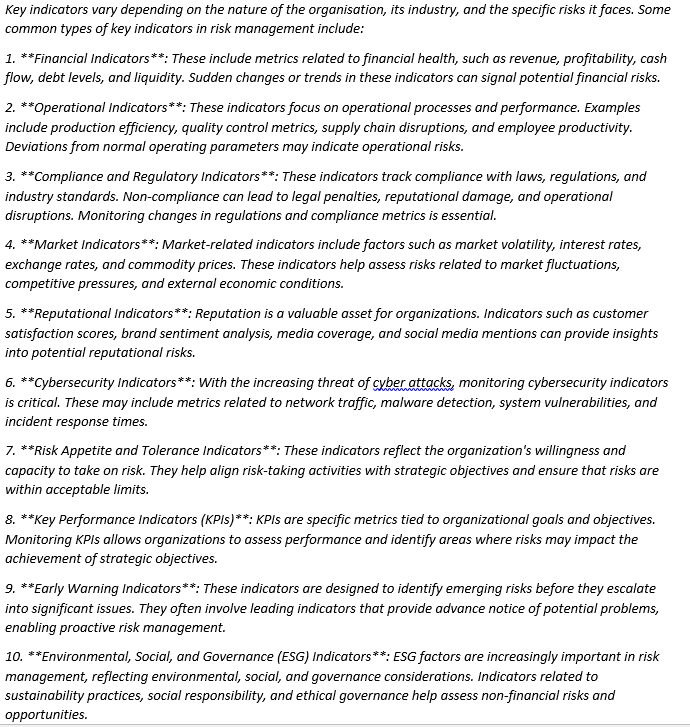 Key indicators vary depending on the nature of the organisation, its industry, and the specific risks it faces. Some
common types of key indicators in risk management include:
1. **Financial Indicators**: These include metrics related to financial health, such as revenue, profitability, cash
flow, debt levels, and liquidity. Sudden changes or trends in these indicators can signal potential financial risks.
2. **Operational Indicators**: These indicators focus on operational processes and performance. Examples
include production efficiency, quality control metrics, supply chain disruptions, and employee productivity.
Deviations from normal operating parameters may indicate operational risks.
3. **Compliance and Regulatory Indicators**: These indicators track compliance with laws, regulations, and
industry standards. Non-compliance can lead to legal penalties, reputational damage, and operational
disruptions. Monitoring changes in regulations and compliance metrics is essential.
4. **Market Indicators**: Market-related indicators include factors such as market volatility, interest rates,
exchange rates, and commodity prices. These indicators help assess risks related to market fluctuations,
competitive pressures, and external economic conditions.
5. **Reputational Indicators**: Reputation is a valuable asset for organizations. Indicators such as customer
satisfaction scores, brand sentiment analysis, media coverage, and social media mentions can provide insights
into potential reputational risks.
6. **Cybersecurity Indicators**: With the increasing threat of cyber attacks, monitoring cybersecurity indicators
is critical. These may include metrics related to network traffic, malware detection, system vulnerabilities, and
incident response times.
7. **Risk Appetite and Tolerance Indicators**: These indicators reflect the organization's willingness and
capacity to take on risk. They help align risk-taking activities with strategic objectives and ensure that risks are
within acceptable limits.
8. **Key Performance Indicators (KPIs)**: KPIs are specific metrics tied to organizational goals and objectives.
Monitoring KPIs allows organizations to assess performance and identify areas where risks may impact the
achievement of strategic objectives.
9. **Early Warning Indicators**: These indicators are designed to identify emerging risks before they escalate
into significant issues. They often involve leading indicators that provide advance notice of potential problems,
enabling proactive risk management.
10. **Environmental, Social, and Governance (ESG) Indicators**: ESG factors are increasingly important in risk
management, reflecting environmental, social, and governance considerations. Indicators related to
sustainability practices, social responsibility, and ethical governance help assess non-financial risks and
opportunities.